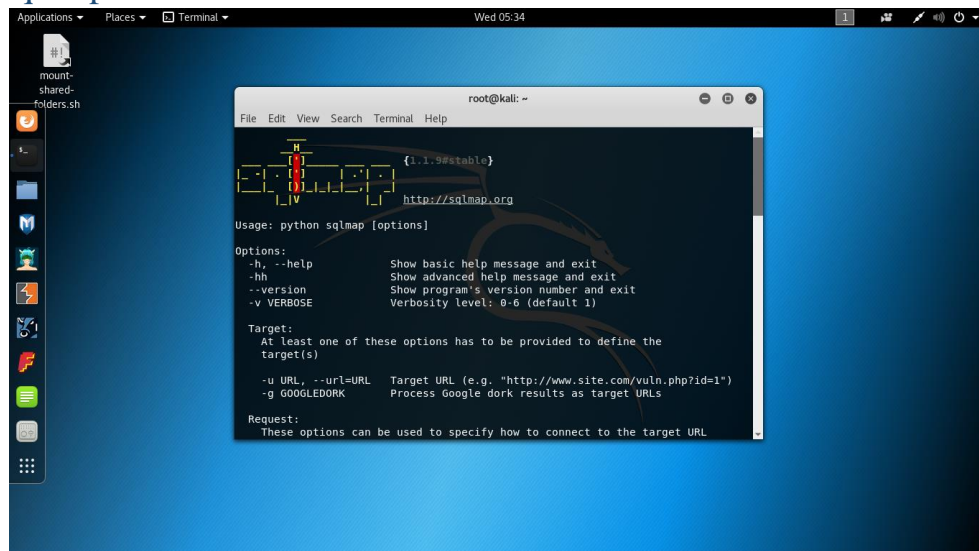 Applications Places Terminal Wed 05:34 1
#!
mount-
shared-
folders.sh
root@kali: ~
File Edit View Search Terminal Help
{1.1.9#stable}
http://sqlmap.org
Usage: python sqlmap [options]
Options:
-h, --help Show basic help message and exit
-hh Show advanced help message and exit
--version Show program's version number and exit
-v VERBOSE Verbosity level: 0-6 (default 1)
Target:
At least one of these options has to be provided to define the
target(s)
-u URL, --url=URL Target URL (e.g. "http://www.site.com/vuln.php?id=1")
-g GOOGLEDORK Process Google dork results as target URLs
Request:
These options can be used to specify how to connect to the target URL